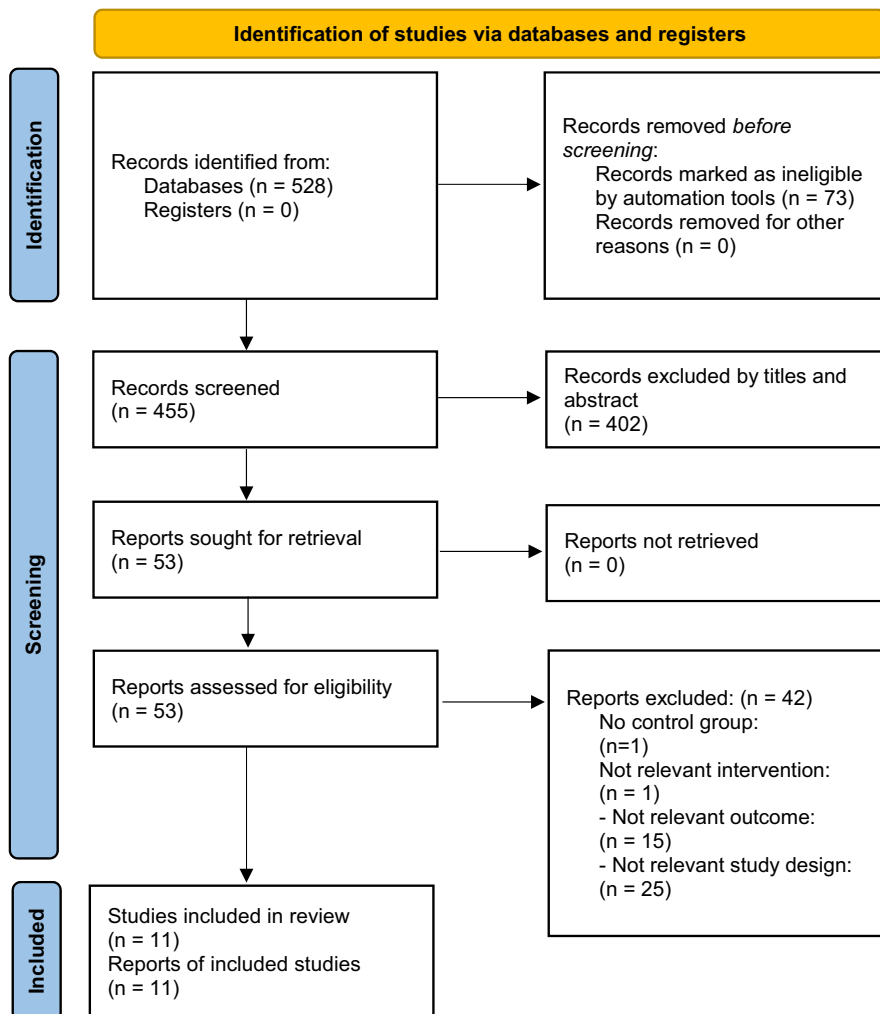 Identification of studies via databases and registers
Identification
Records identified from:
Databases (n = 528)
Registers (n = 0)
Records removed before
screening:
Records marked as ineligible
by automation tools (n = 73)
Records removed for other
reasons (n = 0)
Screening
Records screened
(n = 455)
Records excluded by titles and
abstract
(n = 402)
Reports sought for retrieval
(n = 53)
Reports not retrieved
(n = 0)
Reports assessed for eligibility
(n = 53)
Reports excluded: (n = 42)
No control group:
(n=1)
Not relevant intervention:
(n = 1)
- Not relevant outcome:
(n = 15)
- Not relevant study design:
(n = 25)
Included
Studies included in review
(n = 11)
Reports of included studies
(n = 11)